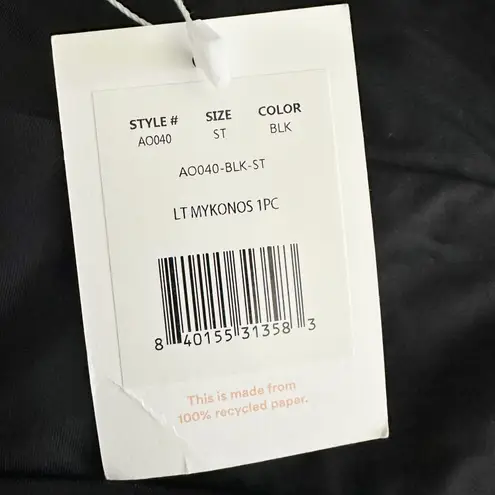 STYLE # SIZE COLOR
AO040 ST BLK
AO040-BLK-ST
LT MYKONOS 1PC
8 40155 31358 3
This is made from
100% recycled paper.